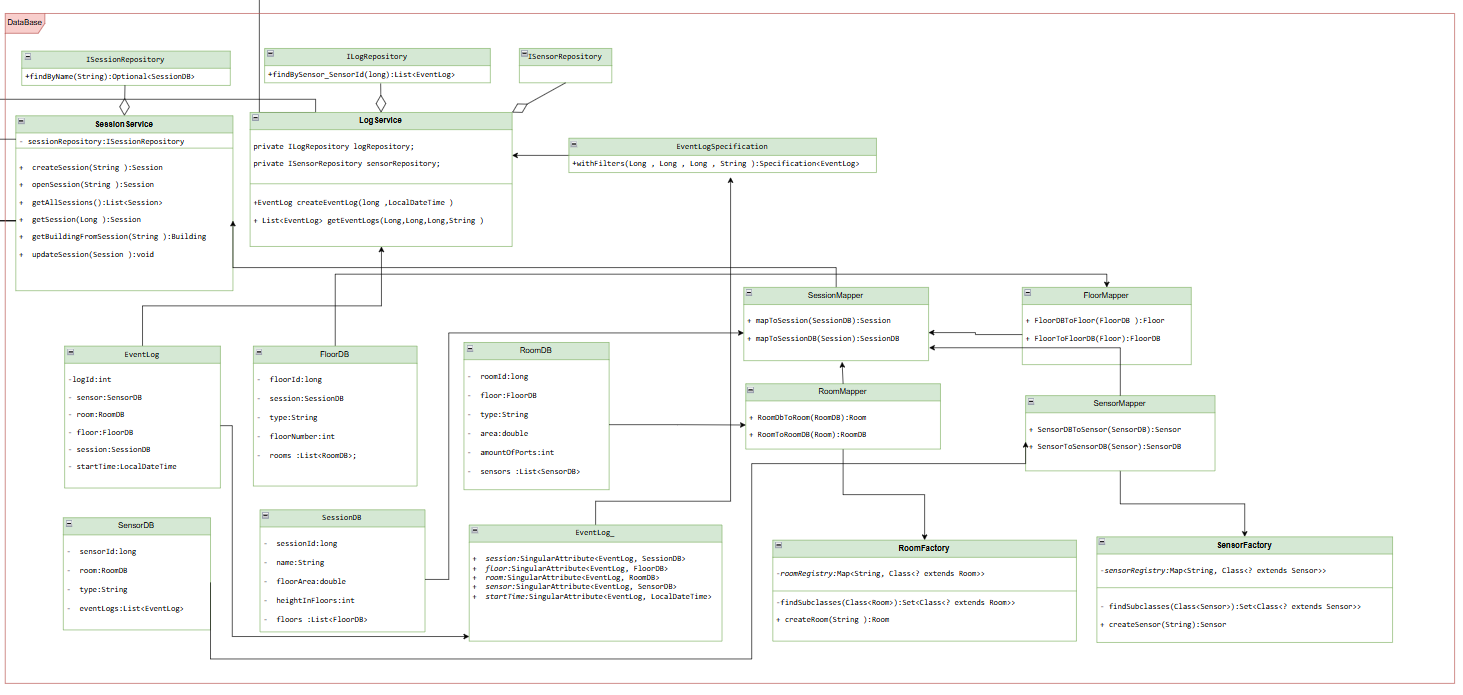 DataBase
ISessionRepository
+findByName(String):Optional<SessionDB>
ILogRepository
+findBySensor_SensorId(long):List<EventLog>
ISensorRepository
SessionService
- sessionRepository:ISessionRepository
+ createSession(String ):Session
+ openSession(String ):Session
+ getAllSessions():List<Session>
+ getSession(Long ):Session
+ getBuildingFromSession(String ):Building
+ updateSession(Session ):void
LogService
private ILogRepository logRepository;
private ISensorRepository sensorRepository;
+EventLog createEventLog(long ,LocalDateTime )
+ List<EventLog> getEventLogs(Long,Long,Long,String )
EventLogSpecification
+withFilters(Long , Long , Long , String ):Specification<EventLog>
SessionMapper
+ mapToSession(SessionDB):Session
+ mapToSessionDB(Session):SessionDB
FloorMapper
+ FloorDBToFloor(FloorDB ):Floor
+ FloorToFloorDB(Floor):FloorDB
EventLog
-logId:int
- sensor:SensorDB
- room:RoomDB
- floor:FloorDB
- session:SessionDB
- startTime:LocalDateTime
FloorDB
- floorId:long
- session:SessionDB
- type:String
- floorNumber:int
- rooms :List<RoomDB>;
RoomDB
- roomId:long
- floor:FloorDB
- type:String
- area:double
- amountOfPorts:int
- sensors :List<SensorDB>
RoomMapper
+ RoomDbToRoom(RoomDB):Room
+ RoomToRoomDB(Room):RoomDB
SensorMapper
+ SensorDBToSensor(SensorDB):Sensor
+ SensorToSensorDB(Sensor):SensorDB
SensorDB
- sensorId:long
- room:RoomDB
- type:String
- eventLogs:List<EventLog>
SessionDB
- sessionId:long
- name:String
- floorArea:double
- heightInFloors:int
- floors :List<FloorDB>
EventLog_
+ session:SingularAttribute<EventLog, SessionDB>
+ floor:SingularAttribute<EventLog, FloorDB>
+ room:SingularAttribute<EventLog, RoomDB>
+ sensor:SingularAttribute<EventLog, SensorDB>
+ startTime:SingularAttribute<EventLog, LocalDateTime>
RoomFactory
-roomRegistry:Map<String, Class<? extends Room>>
-findSubclasses(Class<Room>):Set<Class<? extends Room>>
+ createRoom(String ):Room
SensorFactory
-sensorRegistry:Map<String, Class<? extends Sensor>>
- findSubclasses(Class<Sensor>):Set<Class<? extends Sensor>>
+ createSensor(String):Sensor